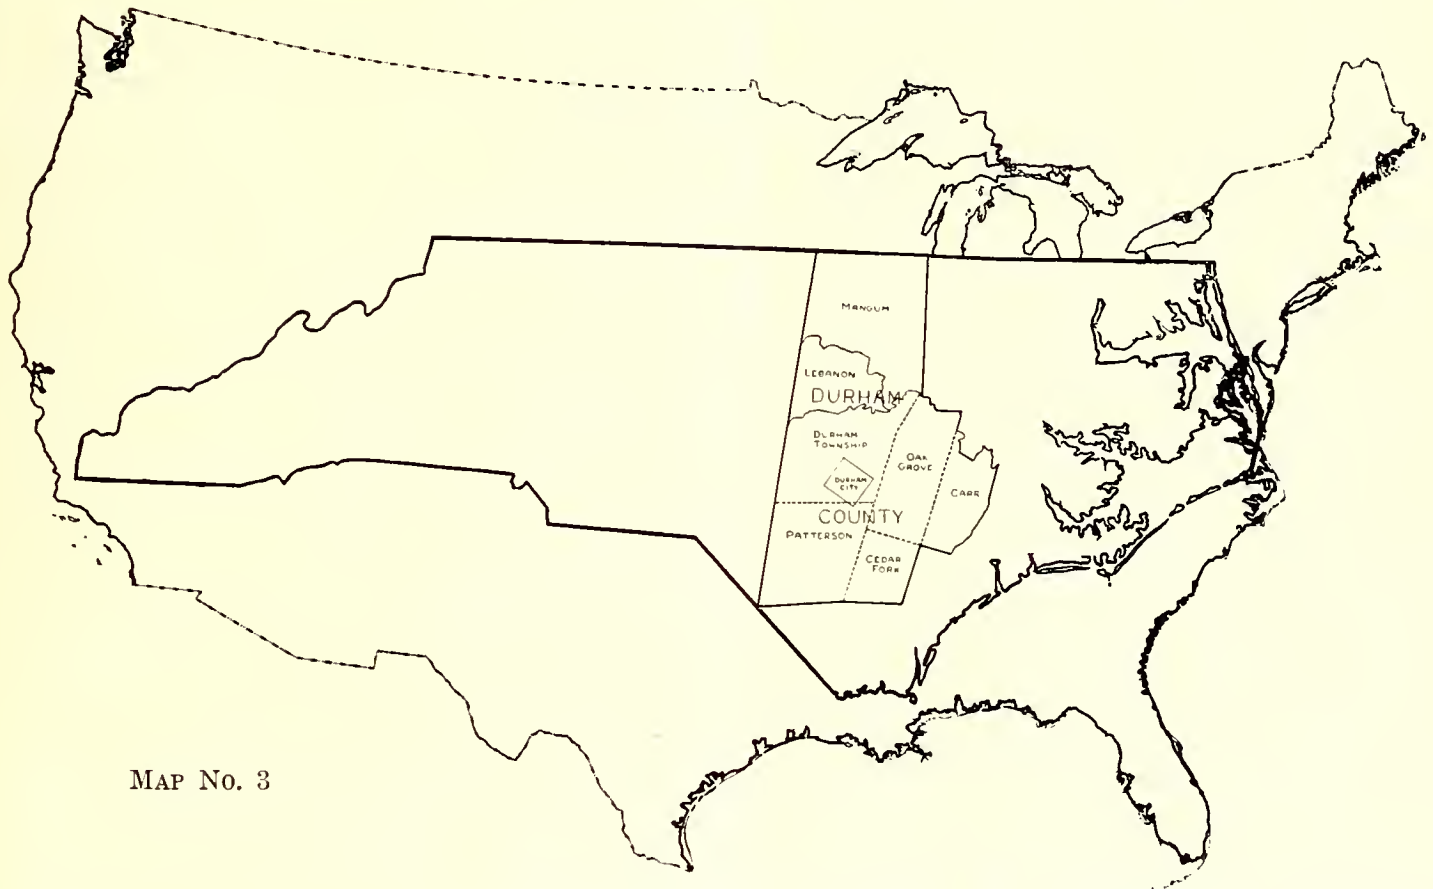 MANGUM
LEBANON
DURHAM
DURHAM
TOWNSHIP
OAK
GROVE
DURHAM
CITY
CARR
COUNTY
PATTERSON
CEDAR
FORK
MAP NO. 3